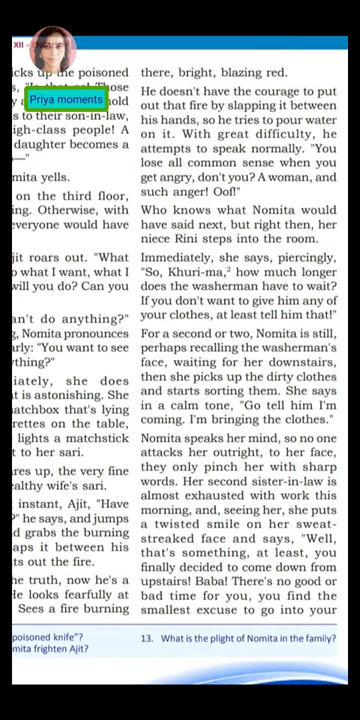 XII - ENG
icks up the poisoned
Those
Priya moments
hold
s to their son-in-law,
igh-class people! A
daughter becomes a
—"
mita yells.
on the third floor,
ing. Otherwise, with
everyone would have
jit roars out. "What
o what I want, what I
will you do? Can you
an't do anything?"
g, Nomita pronounces
rly: "You want to see
thing?"
iately, she does
t is astonishing. She
atchbox that's lying
rettes on the table,
lights a matchstick
t to her sari.
res up, the very fine
ealthy wife's sari.
instant, Ajit, "Have
?" he says, and jumps
d grabs the burning
aps it between his
ts out the fire.
he truth, now he's a
He looks fearfully at
Sees a fire burning
there, bright, blazing red.
He doesn't have the courage to put
out that fire by slapping it between
his hands, so he tries to pour water
on it. With great difficulty, he
attempts to speak normally. "You
lose all common sense when you
get angry, don't you? A woman, and
such anger! Oof!"
Who knows what Nomita would
have said next, but right then, her
niece Rini steps into the room.
Immediately, she says, piercingly,
"So, Khuri-ma,² how much longer
does the washerman have to wait?
If you don't want to give him any of
your clothes, at least tell him that!"
For a second or two, Nomita is still,
perhaps recalling the washerman's
face, waiting for her downstairs,
then she picks up the dirty clothes
and starts sorting them. She says
in a calm tone, "Go tell him I'm
coming. I'm bringing the clothes."
Nomita speaks her mind, so no one
attacks her outright, to her face,
they only pinch her with sharp
words. Her second sister-in-law is
almost exhausted with work this
morning, and, seeing her, she puts
a twisted smile on her sweat-
streaked face and says, "Well,
that's something, at least, you
finally decided to come down from
upstairs! Baba! There's no good or
bad time for you, you find the
smallest excuse to go into your
poisoned knife"?
mita frighten Ajit?
13. What is the plight of Nomita in the family?